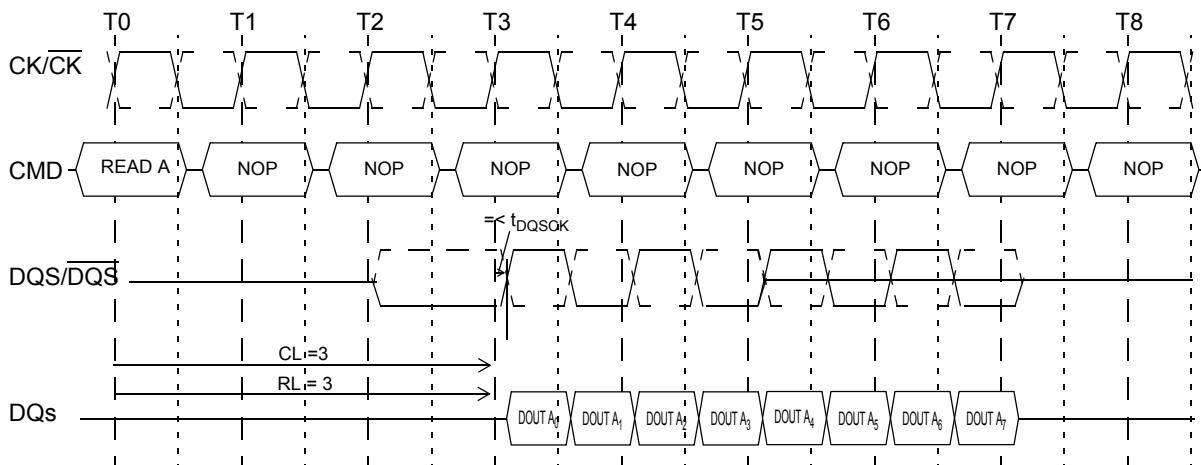 T0 T1 T2 T3 T4 T5 T6 T7 T8
CK/C̅K̅
CMD READ A NOP NOP NOP NOP NOP NOP NOP NOP
=< tDQSCK
DQS/D̅Q̅S̅
CL =3
RL = 3
DQs DOUT A0 DOUT A1 DOUT A2 DOUT A3 DOUT A4 DOUT A5 DOUT A6 DOUT A7